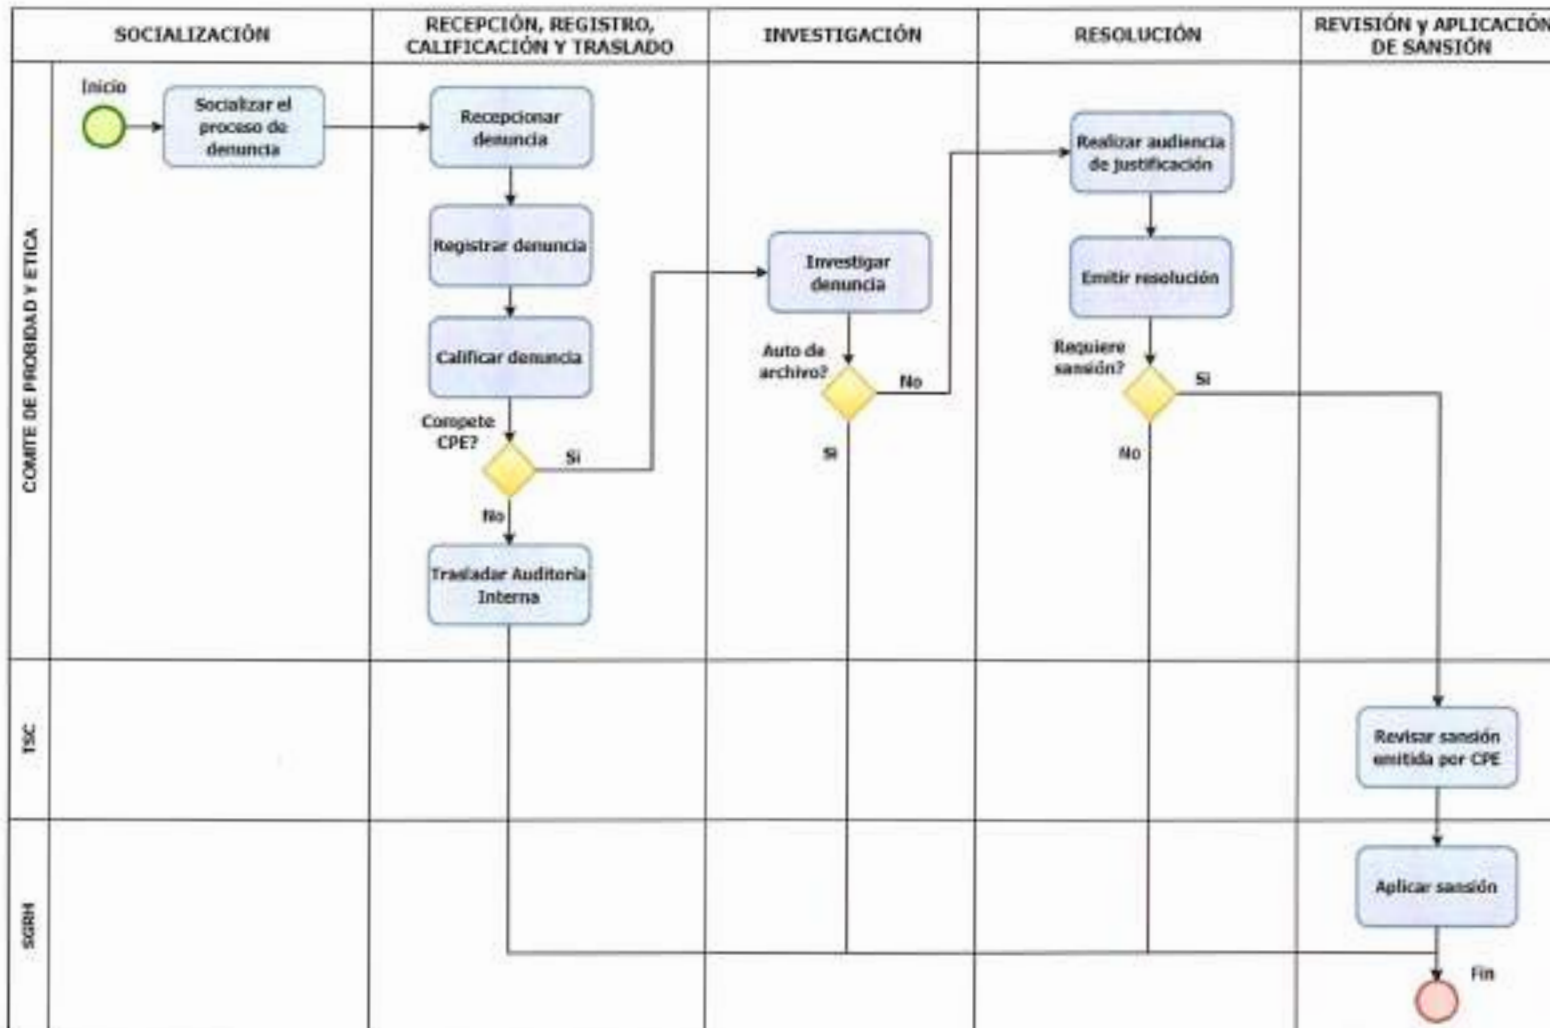 SOCIALIZACIÓN
RECEPCIÓN, REGISTRO,
CALIFICACIÓN Y TRASLADO
INVESTIGACIÓN
RESOLUCIÓN
REVISIÓN y APLICACIÓN
DE SANSIÓN
COMITE DE PROBIDAD Y ETICA
Inicio
Socializar el
proceso de
denuncia
Recepcionar
denuncia
Registrar denuncia
Calificar denuncia
Compete
CPE?
Si
No
Trasladar Auditoría
Interna
Investigar
denuncia
Auto de
archivo?
No
Si
Realizar audiencia
de justificación
Emitir resolución
Requiere
sansión?
Si
No
TSC
Revisar sansión
emitida por CPE
SGRH
Aplicar sansión
Fin